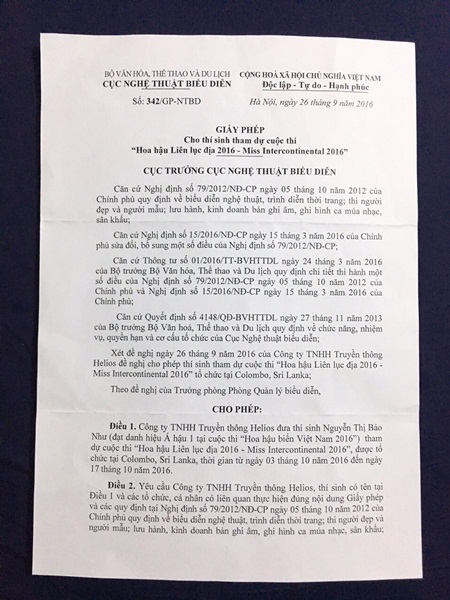 BỘ VĂN HÓA, THỂ THAO VÀ DU LỊCH
CỤC NGHỆ THUẬT BIỂU DIỄN
Số: 342/GP-NTBD
CỘNG HOÀ XÃ HỘI CHỦ NGHĨA VIỆT NAM
Độc lập - Tự do - Hạnh phúc
Hà Nội, ngày 26 tháng 9 năm 2016
GIẤY PHÉP
Cho thí sinh tham dự cuộc thi
“Hoa hậu Liên lục địa 2016 - Miss Intercontinental 2016”
CỤC TRƯỞNG CỤC NGHỆ THUẬT BIỂU DIỄN
Căn cứ Nghị định số 79/2012/NĐ-CP ngày 05 tháng 10 năm 2012 của
Chính phủ quy định về biểu diễn nghệ thuật, trình diễn thời trang; thi người
đẹp và người mẫu; lưu hành, kinh doanh bản ghi âm, ghi hình ca múa nhạc,
sân khấu;
Căn cứ Nghị định số 15/2016/NĐ-CP ngày 15 tháng 3 năm 2016 của Chính
phủ sửa đổi, bổ sung một số điều của Nghị định số 79/2012/NĐ-CP;
Căn cứ Thông tư số 01/2016/TT-BVHTTDL ngày 24 tháng 3 năm 2016
của Bộ trưởng Bộ Văn hóa, Thể thao và Du lịch quy định chi tiết thi hành một
số điều của Nghị định số 79/2012/NĐ-CP ngày 05 tháng 10 năm 2012 của
Chính phủ và Nghị định số 15/2016/NĐ-CP ngày 15 tháng 3 năm 2016 của
Chính phủ;
Căn cứ Quyết định số 4148/QĐ-BVHTTDL ngày 27 tháng 11 năm 2013
của Bộ trưởng Bộ Văn hoá, Thể thao và Du lịch quy định về chức năng, nhiệm
vụ, quyền hạn và cơ cấu tổ chức của Cục Nghệ thuật biểu diễn;
Xét đề nghị ngày 26 tháng 9 năm 2016 của Công ty TNHH Truyền thông
Helios đề nghị cho phép thí sinh tham dự cuộc thi “Hoa hậu Liên lục địa 2016 -
Miss Intercontinental 2016” tổ chức tại Colombo, Sri Lanka;
Theo đề nghị của Trưởng phòng Phòng Quản lý biểu diễn,
CHO PHÉP:
Điều 1. Công ty TNHH Truyền thông Helios đưa thí sinh Nguyễn Thị Bảo
Như (đạt danh hiệu Á hậu 1 tại cuộc thi “Hoa hậu biển Việt Nam 2016”) tham
dự cuộc thi “Hoa hậu Liên lục địa 2016 - Miss Intercontinental 2016”, được tổ
chức tại Colombo, Sri Lanka, thời gian từ ngày 03 tháng 10 năm 2016 đến ngày
17 tháng 10 năm 2016.
Điều 2. Yêu cầu Công ty TNHH Truyền thông Helios, thí sinh có tên tại
Điều 1 và các tổ chức, cá nhân có liên quan thực hiện đúng nội dung Giấy phép
và các quy định tại Nghị định số 79/2012/NĐ-CP ngày 05 tháng 10 năm 2012 của
Chính phủ quy định về biểu diễn nghệ thuật, trình diễn thời trang; thi người đẹp và
người mẫu; lưu hành, kinh doanh bản ghi âm, ghi hình ca múa nhạc, sân khấu;